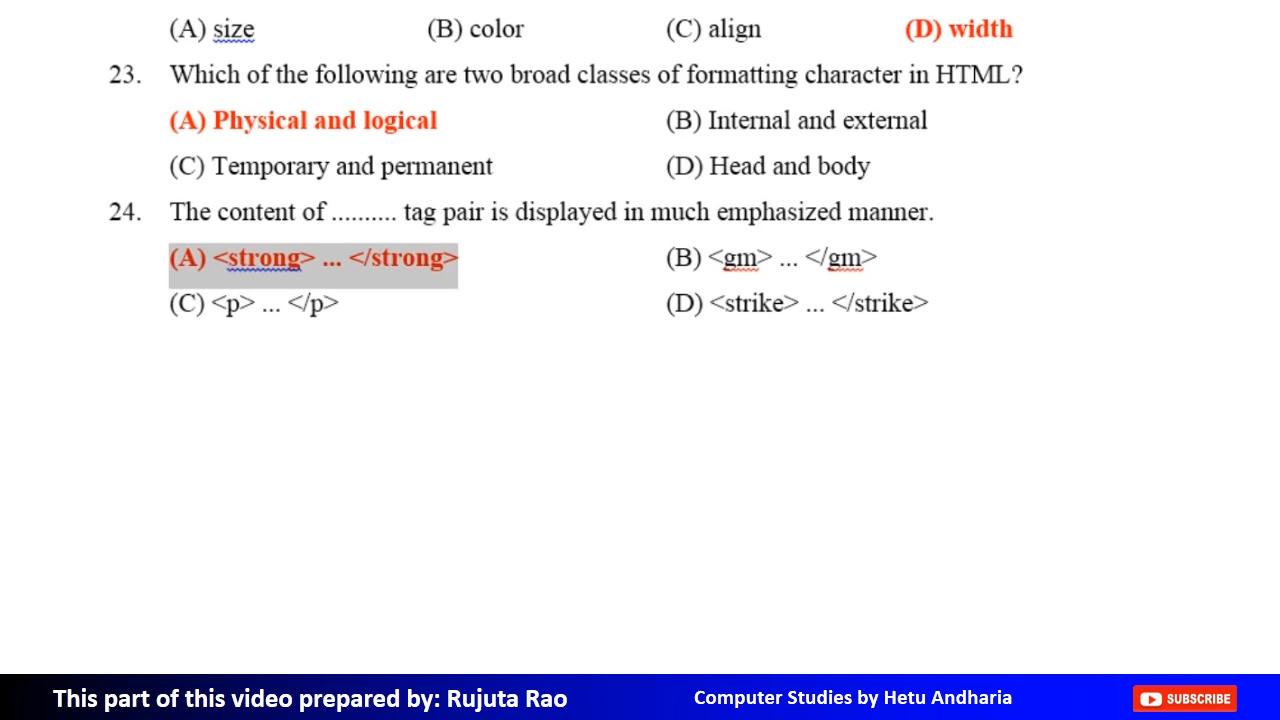 (A) size (B) color (C) align (D) width
23. Which of the following are two broad classes of formatting character in HTML?
(A) Physical and logical (B) Internal and external
(C) Temporary and permanent (D) Head and body
24. The content of .......... tag pair is displayed in much emphasized manner.
(A) <strong> ... </strong> (B) <gm> ... </gm>
(C) <p> ... </p> (D) <strike> ... </strike>
This part of this video prepared by: Rujuta Rao Computer Studies by Hetu Andharia SUBSCRIBE